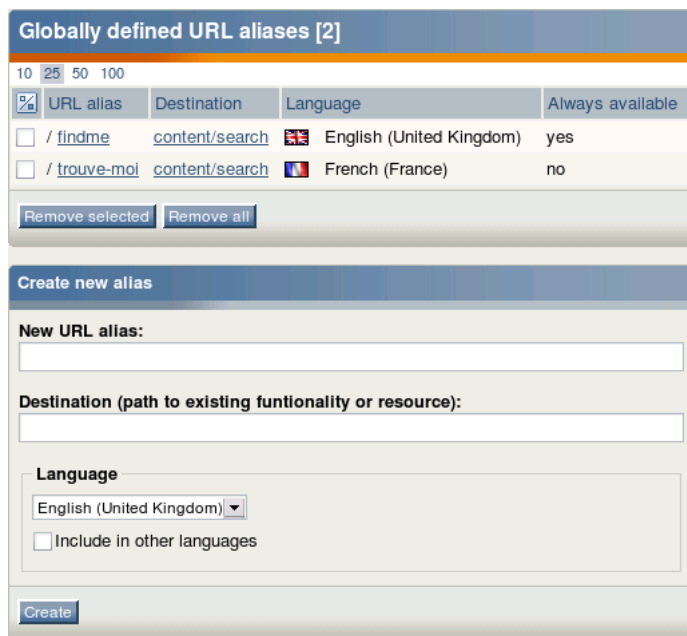 Globally defined URL aliases [2]
10 25 50 100
URL alias Destination Language Always available
/ findme content/search English (United Kingdom) yes
/ trouve-moi content/search French (France) no
Remove selected Remove all
Create new alias
New URL alias:
Destination (path to existing funtionality or resource):
Language
English (United Kingdom)
Include in other languages
Create